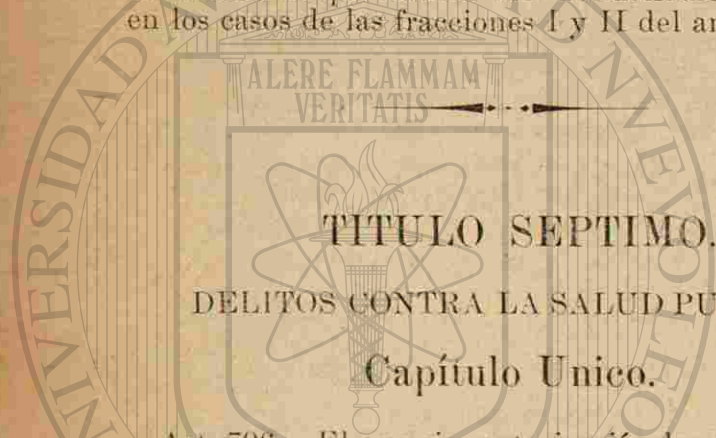 en los casos de las fracciones I y II del
ALERE FLAMMAM
VERITATIS
TITULO SEPTIMO.
DELITOS CONTRA LA SALUD PU
Capítulo Unico.